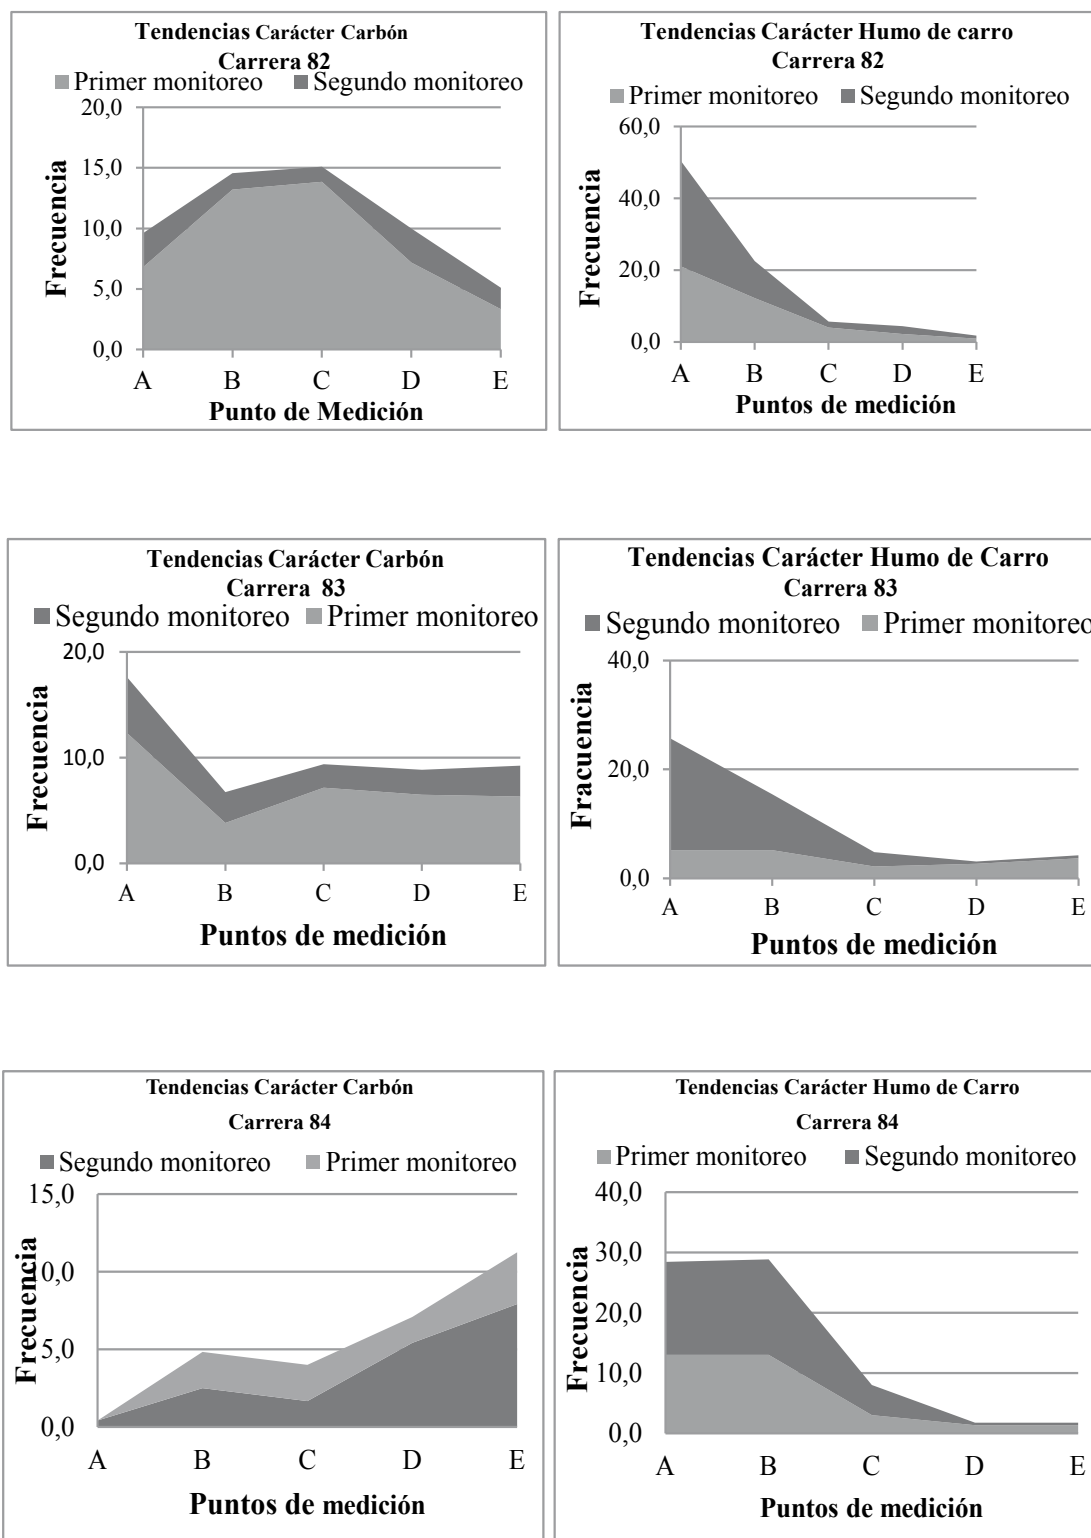 Tendencias Carácter Carbón
Carrera 82
Primer monitoreo Segundo monitoreo
20,0
15,0
10,0
5,0
0,0
Frecuencia
A B C D E
Punto de Medición
Tendencias Carácter Humo de carro
Carrera 82
Primer monitoreo Segundo monitoreo
60,0
40,0
20,0
0,0
Frecuencia
A B C D E
Puntos de medición
Tendencias Carácter Carbón
Carrera 83
Segundo monitoreo Primer monitoreo
20,0
10,0
0,0
Frecuencia
A B C D E
Puntos de medición
Tendencias Carácter Humo de Carro
Carrera 83
Segundo monitoreo Primer monitoreo
40,0
20,0
0,0
Fracuencia
A B C D E
Puntos de medición
Tendencias Carácter Carbón
Carrera 84
Segundo monitoreo Primer monitoreo
15,0
10,0
5,0
0,0
Frecuencia
A B C D E
Puntos de medición
Tendencias Carácter Humo de Carro
Carrera 84
Primer monitoreo Segundo monitoreo
40,0
30,0
20,0
10,0
0,0
Frecuencia
A B C D E
Puntos de medición